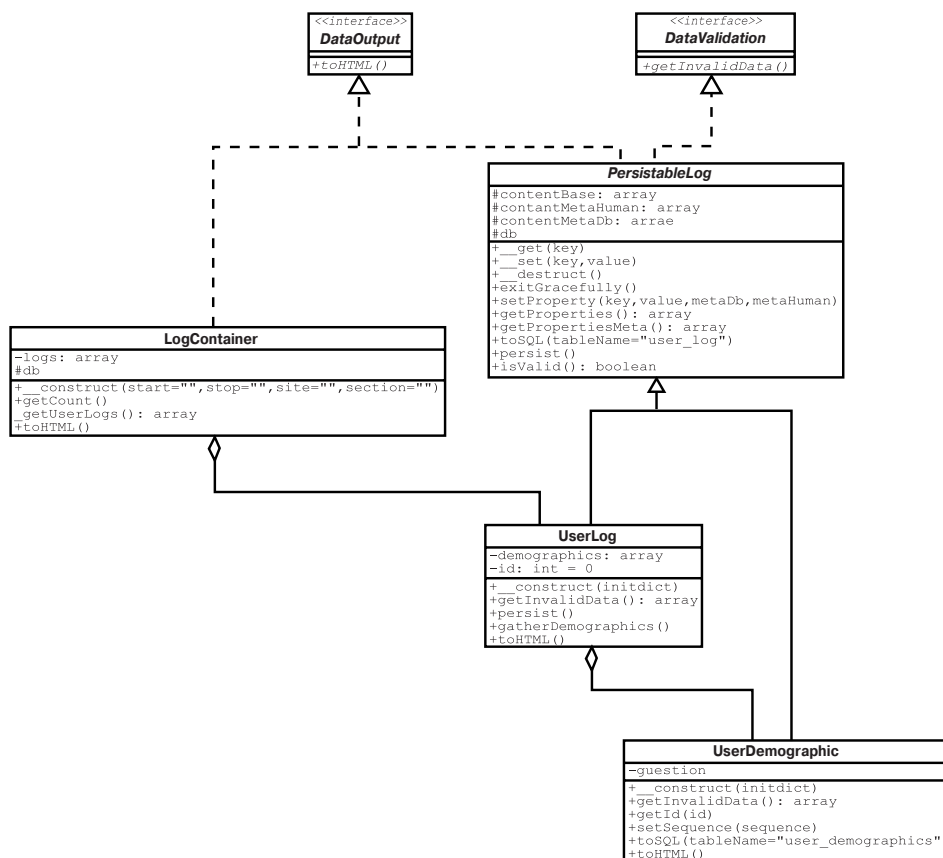 <<interface>>
DataOutput
+toHTML()
<<interface>>
DataValidation
+getInvalidData()
PersistableLog
#contentBase: array
#contantMetaHuman: array
#contentMetaDb: arrae
#db
+__get(key)
+__set(key,value)
+__destruct()
+exitGracefully()
+setProperty(key,value,metaDb,metaHuman)
+getProperties(): array
+getPropertiesMeta(): array
+toSQL(tableName="user_log")
+persist()
+isValid(): boolean
LogContainer
-logs: array
#db
+__construct(start="",stop="",site="",section="")
+getCount()
_getUserLogs(): array
+toHTML()
UserLog
-demographics: array
-id: int = 0
+__construct(initdict)
+getInvalidData(): array
+persist()
+gatherDemographics()
+toHTML()
UserDemographic
-guestion
+__construct(initdict)
+getInvalidData(): array
+getId(id)
+setSequence(sequence)
+toSQL(tableName="user_demographics"
+toHTML()